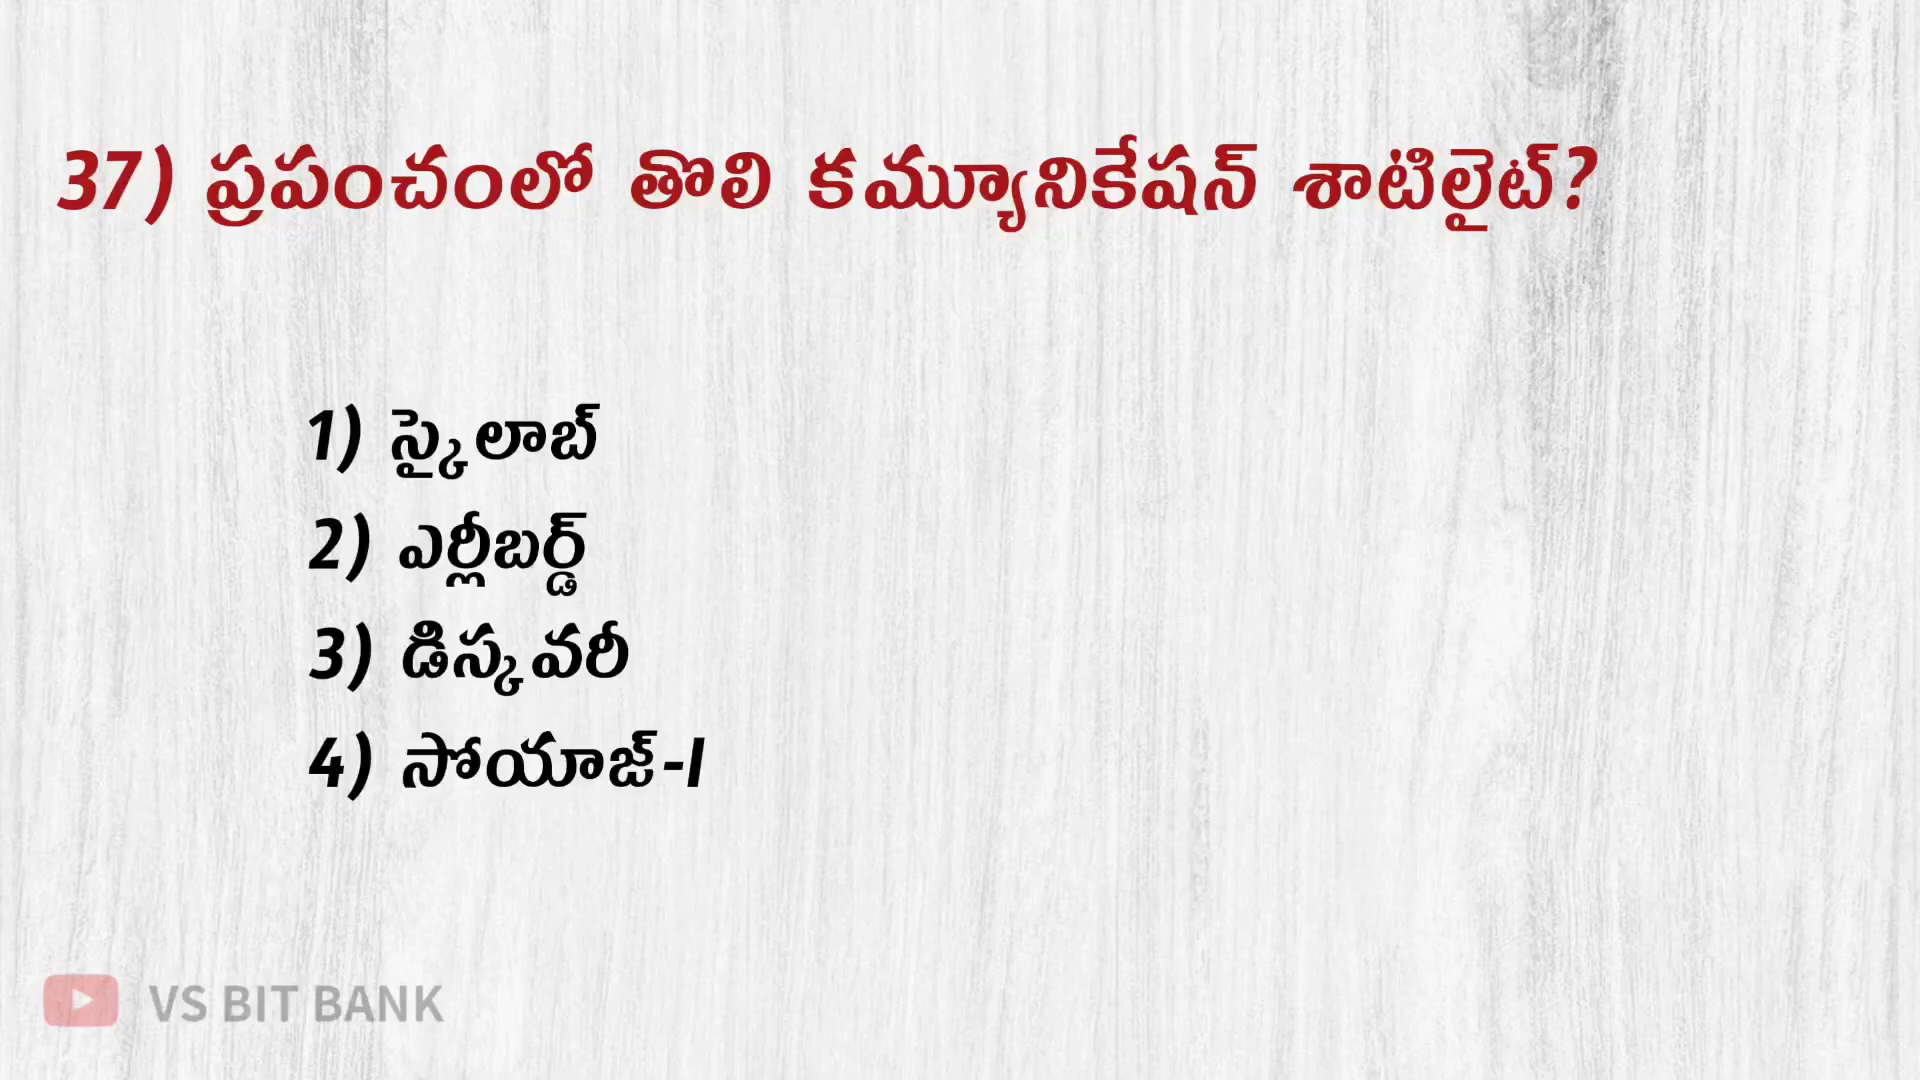 37) ప్రపంచంలో తొలి కమ్యూనికేషన్ శాటిలైట్?
1) స్కైలాబ్
2) ఎర్లీబర్డ్
3) డిస్కవరీ
4) సోయాజ్-I
VS BIT BANK